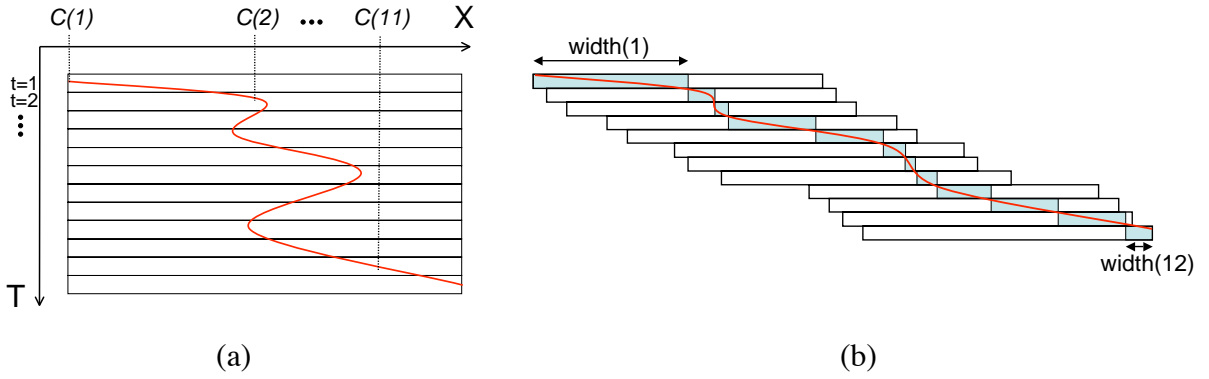 C(1) C(2) ... C(11) X
t=1
t=2
...
T
width(1)
width(12)
(a) (b)